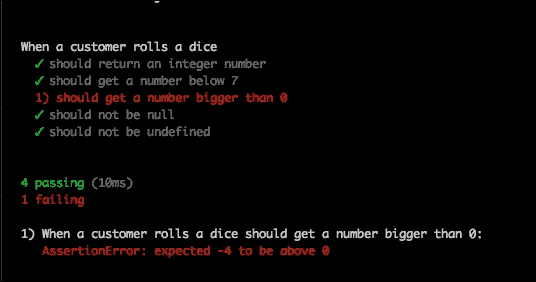 When a customer rolls a dice
✓ should return an integer number
✓ should get a number below 7
1) should get a number bigger than 0
✓ should not be null
✓ should not be undefined
4 passing (10ms)
1 failing
1) When a customer rolls a dice should get a number bigger than 0:
AssertionError: expected -4 to be above 0